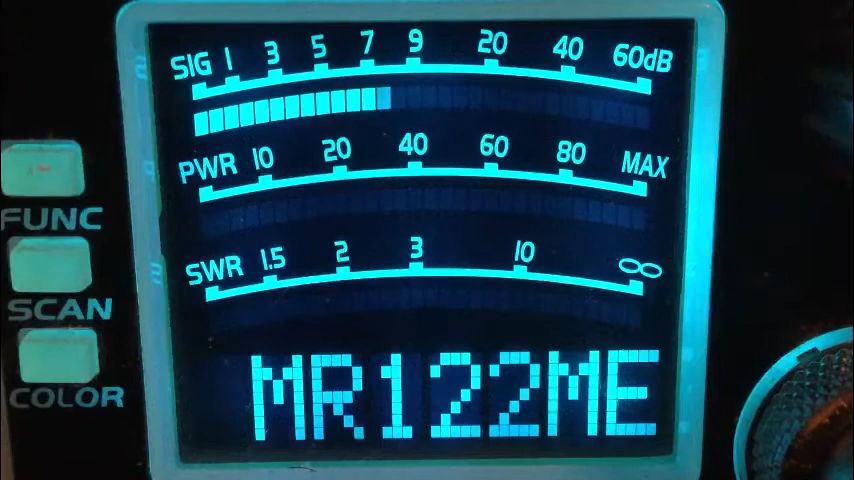 SIG 1 3 5 7 9 20 40 60dB
PWR 10 20 40 60 80 MAX
SWR 1.5 2 3 10 ∞
FUNC
SCAN
COLOR
MR122ME